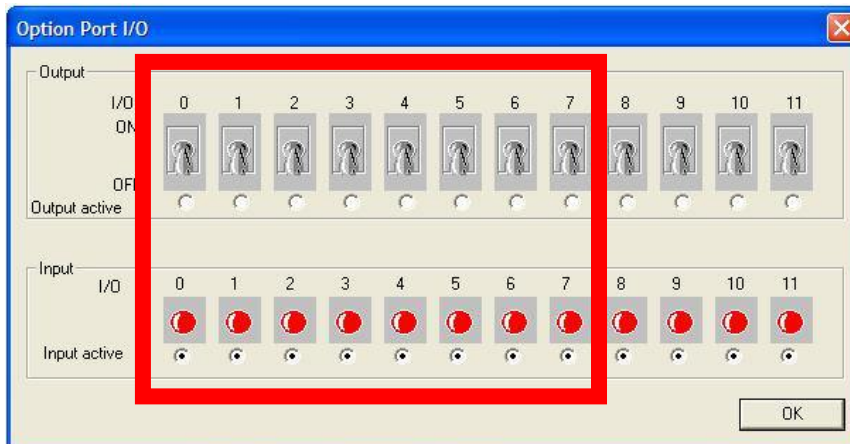 Option Port I/O
Output
I/O 0 1 2 3 4 5 6 7 8 9 10 11
ON
OFF
Output active
Input
I/O 0 1 2 3 4 5 6 7 8 9 10 11
Input active
OK